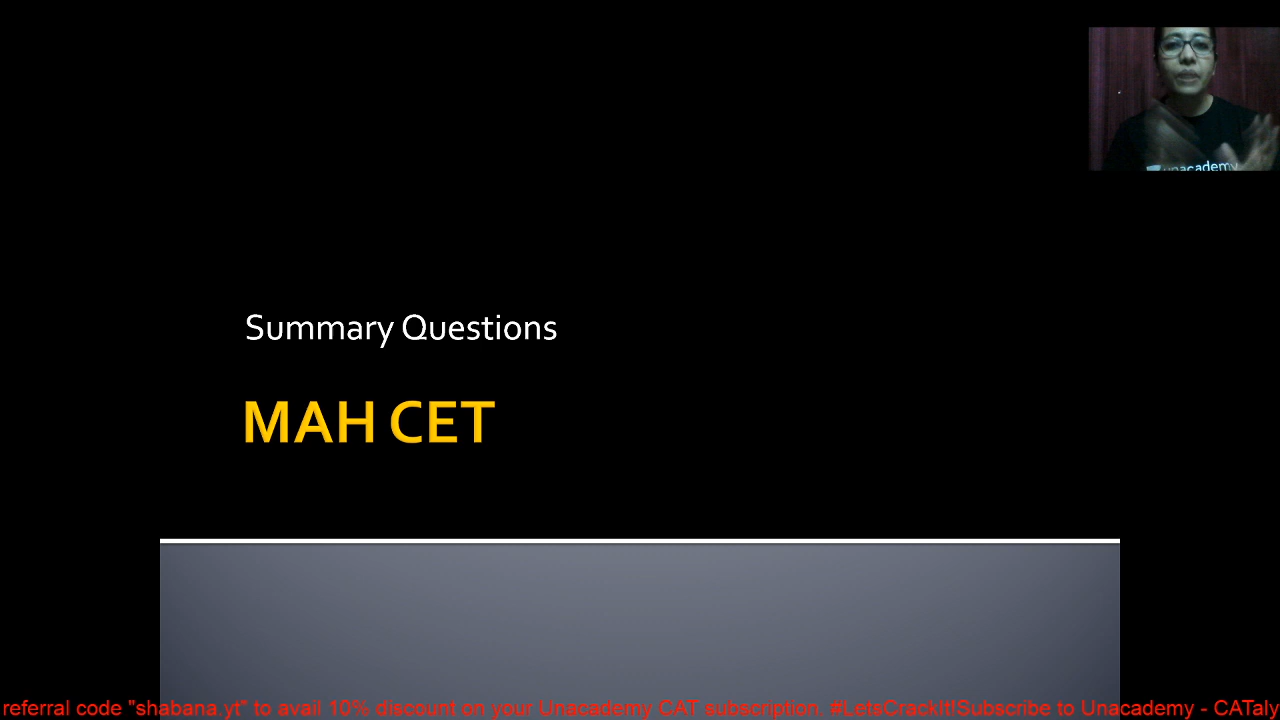 unacademy
Summary Questions
MAH CET
referral code "shabana.yt" to avail 10% discount on your Unacademy CAT subscription. #LetsCrackIt!Subscribe to Unacademy - CATaly